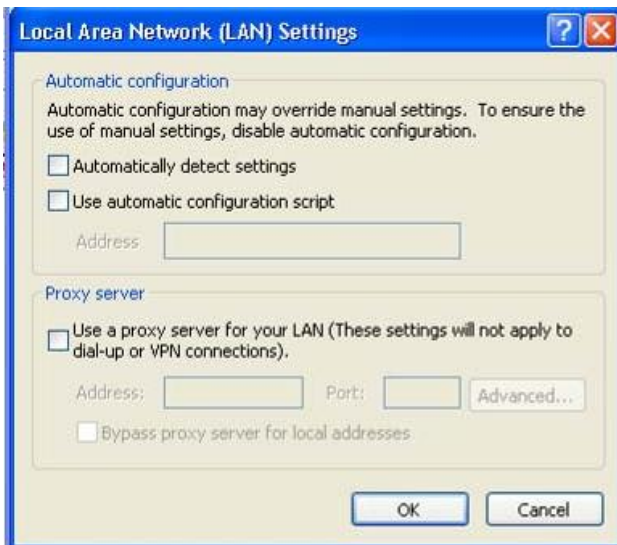 Local Area Network (LAN) Settings
Automatic configuration
Automatic configuration may override manual settings. To ensure the
use of manual settings, disable automatic configuration.
Automatically detect settings
Use automatic configuration script
Address
Proxy server
Use a proxy server for your LAN (These settings will not apply to
dial-up or VPN connections).
Address: Port: Advanced...
Bypass proxy server for local addresses
OK Cancel